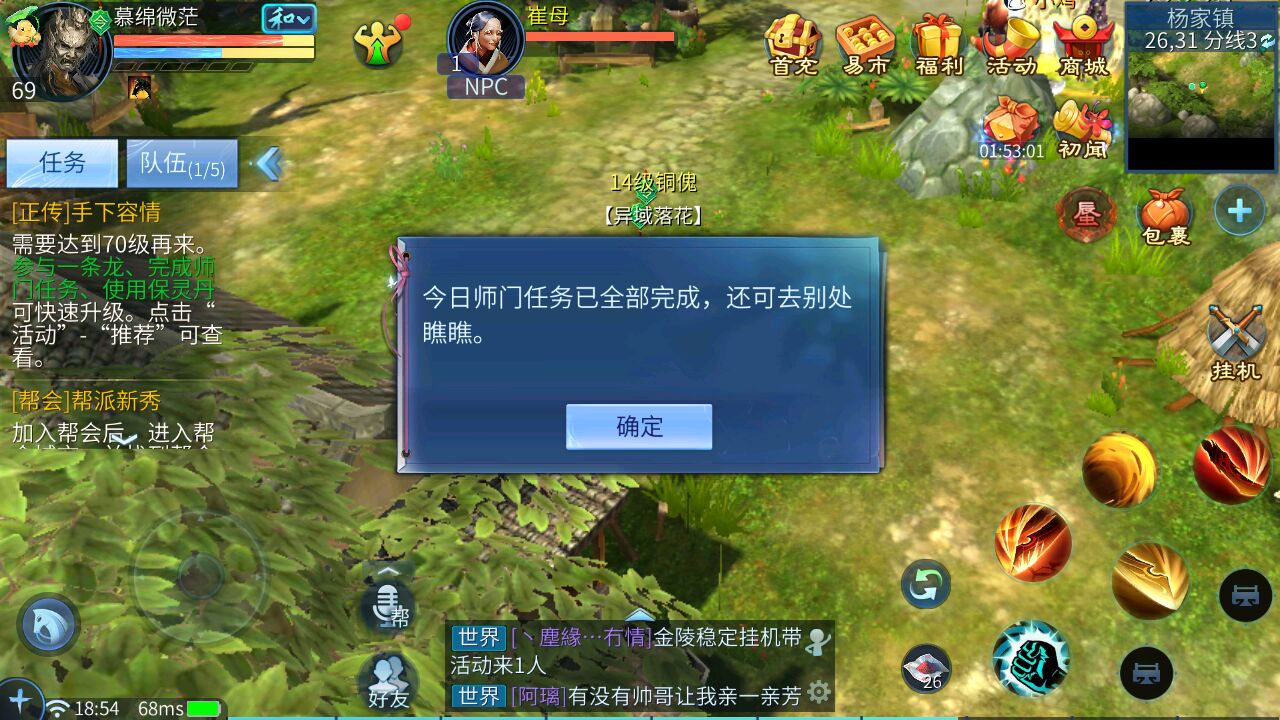 慕绵微茫
和
69
崔母
1
NPC
首充
易市
福利
活动
商城
杨家镇
26,31 分线3
01:53:01
初闻
任务
队伍(1/5)
[正传]手下容情
需要达到70级再来。
参与一条龙、完成师
门任务、使用保灵丹
可快速升级。点击“
活动”-“推荐”可查
看。
[帮会]帮派新秀
加入帮会后，进入帮
14级铜傀
【异域落花】
蜃
包裹
挂机
今日师门任务已全部完成，还可去别处
瞧瞧。
确定
帮
好友
世界 [丶塵緣…冇情]金陵稳定挂机带
活动来1人
世界 [阿璃]有没有帅哥让我亲一亲芳
26
18:54 68ms